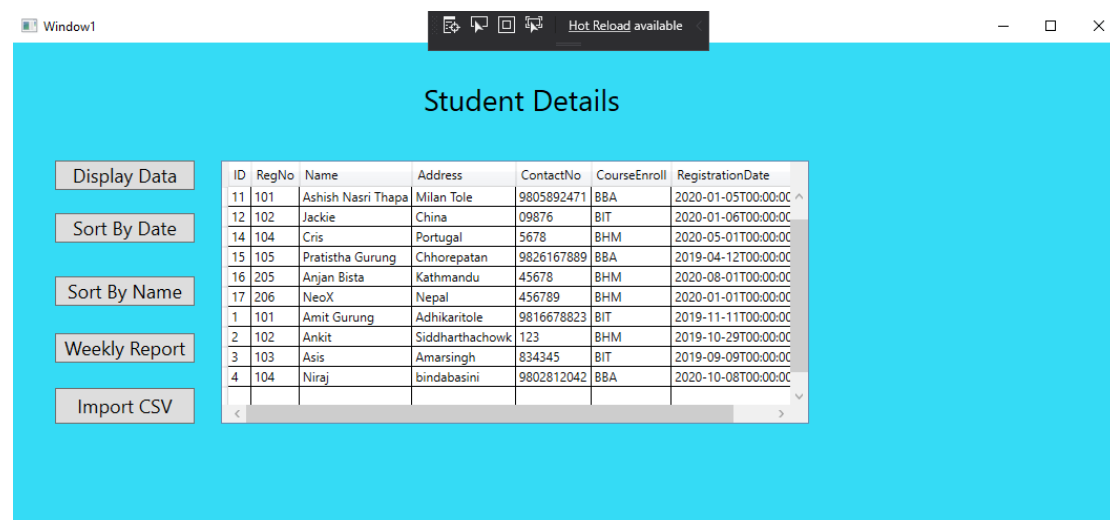 Window1
Hot Reload available
Student Details
Display Data
Sort By Date
Sort By Name
Weekly Report
Import CSV
ID RegNo Name Address ContactNo CourseEnroll RegistrationDate
11 101 Ashish Nasri Thapa Milan Tole 9805892471 BBA 2020-01-05T00:00:00
12 102 Jackie China 09876 BIT 2020-01-06T00:00:00
14 104 Cris Portugal 5678 BHM 2020-05-01T00:00:00
15 105 Pratistha Gurung Chhorepatan 9826167889 BBA 2019-04-12T00:00:00
16 205 Anjan Bista Kathmandu 45678 BHM 2020-08-01T00:00:00
17 206 NeoX Nepal 456789 BHM 2020-01-01T00:00:00
1 101 Amit Gurung Adhikaritole 9816678823 BIT 2019-11-11T00:00:00
2 102 Ankit Siddharthachowk 123 BHM 2019-10-29T00:00:00
3 103 Asis Amarsingh 834345 BIT 2019-09-09T00:00:00
4 104 Niraj bindabasini 9802812042 BBA 2020-10-08T00:00:00